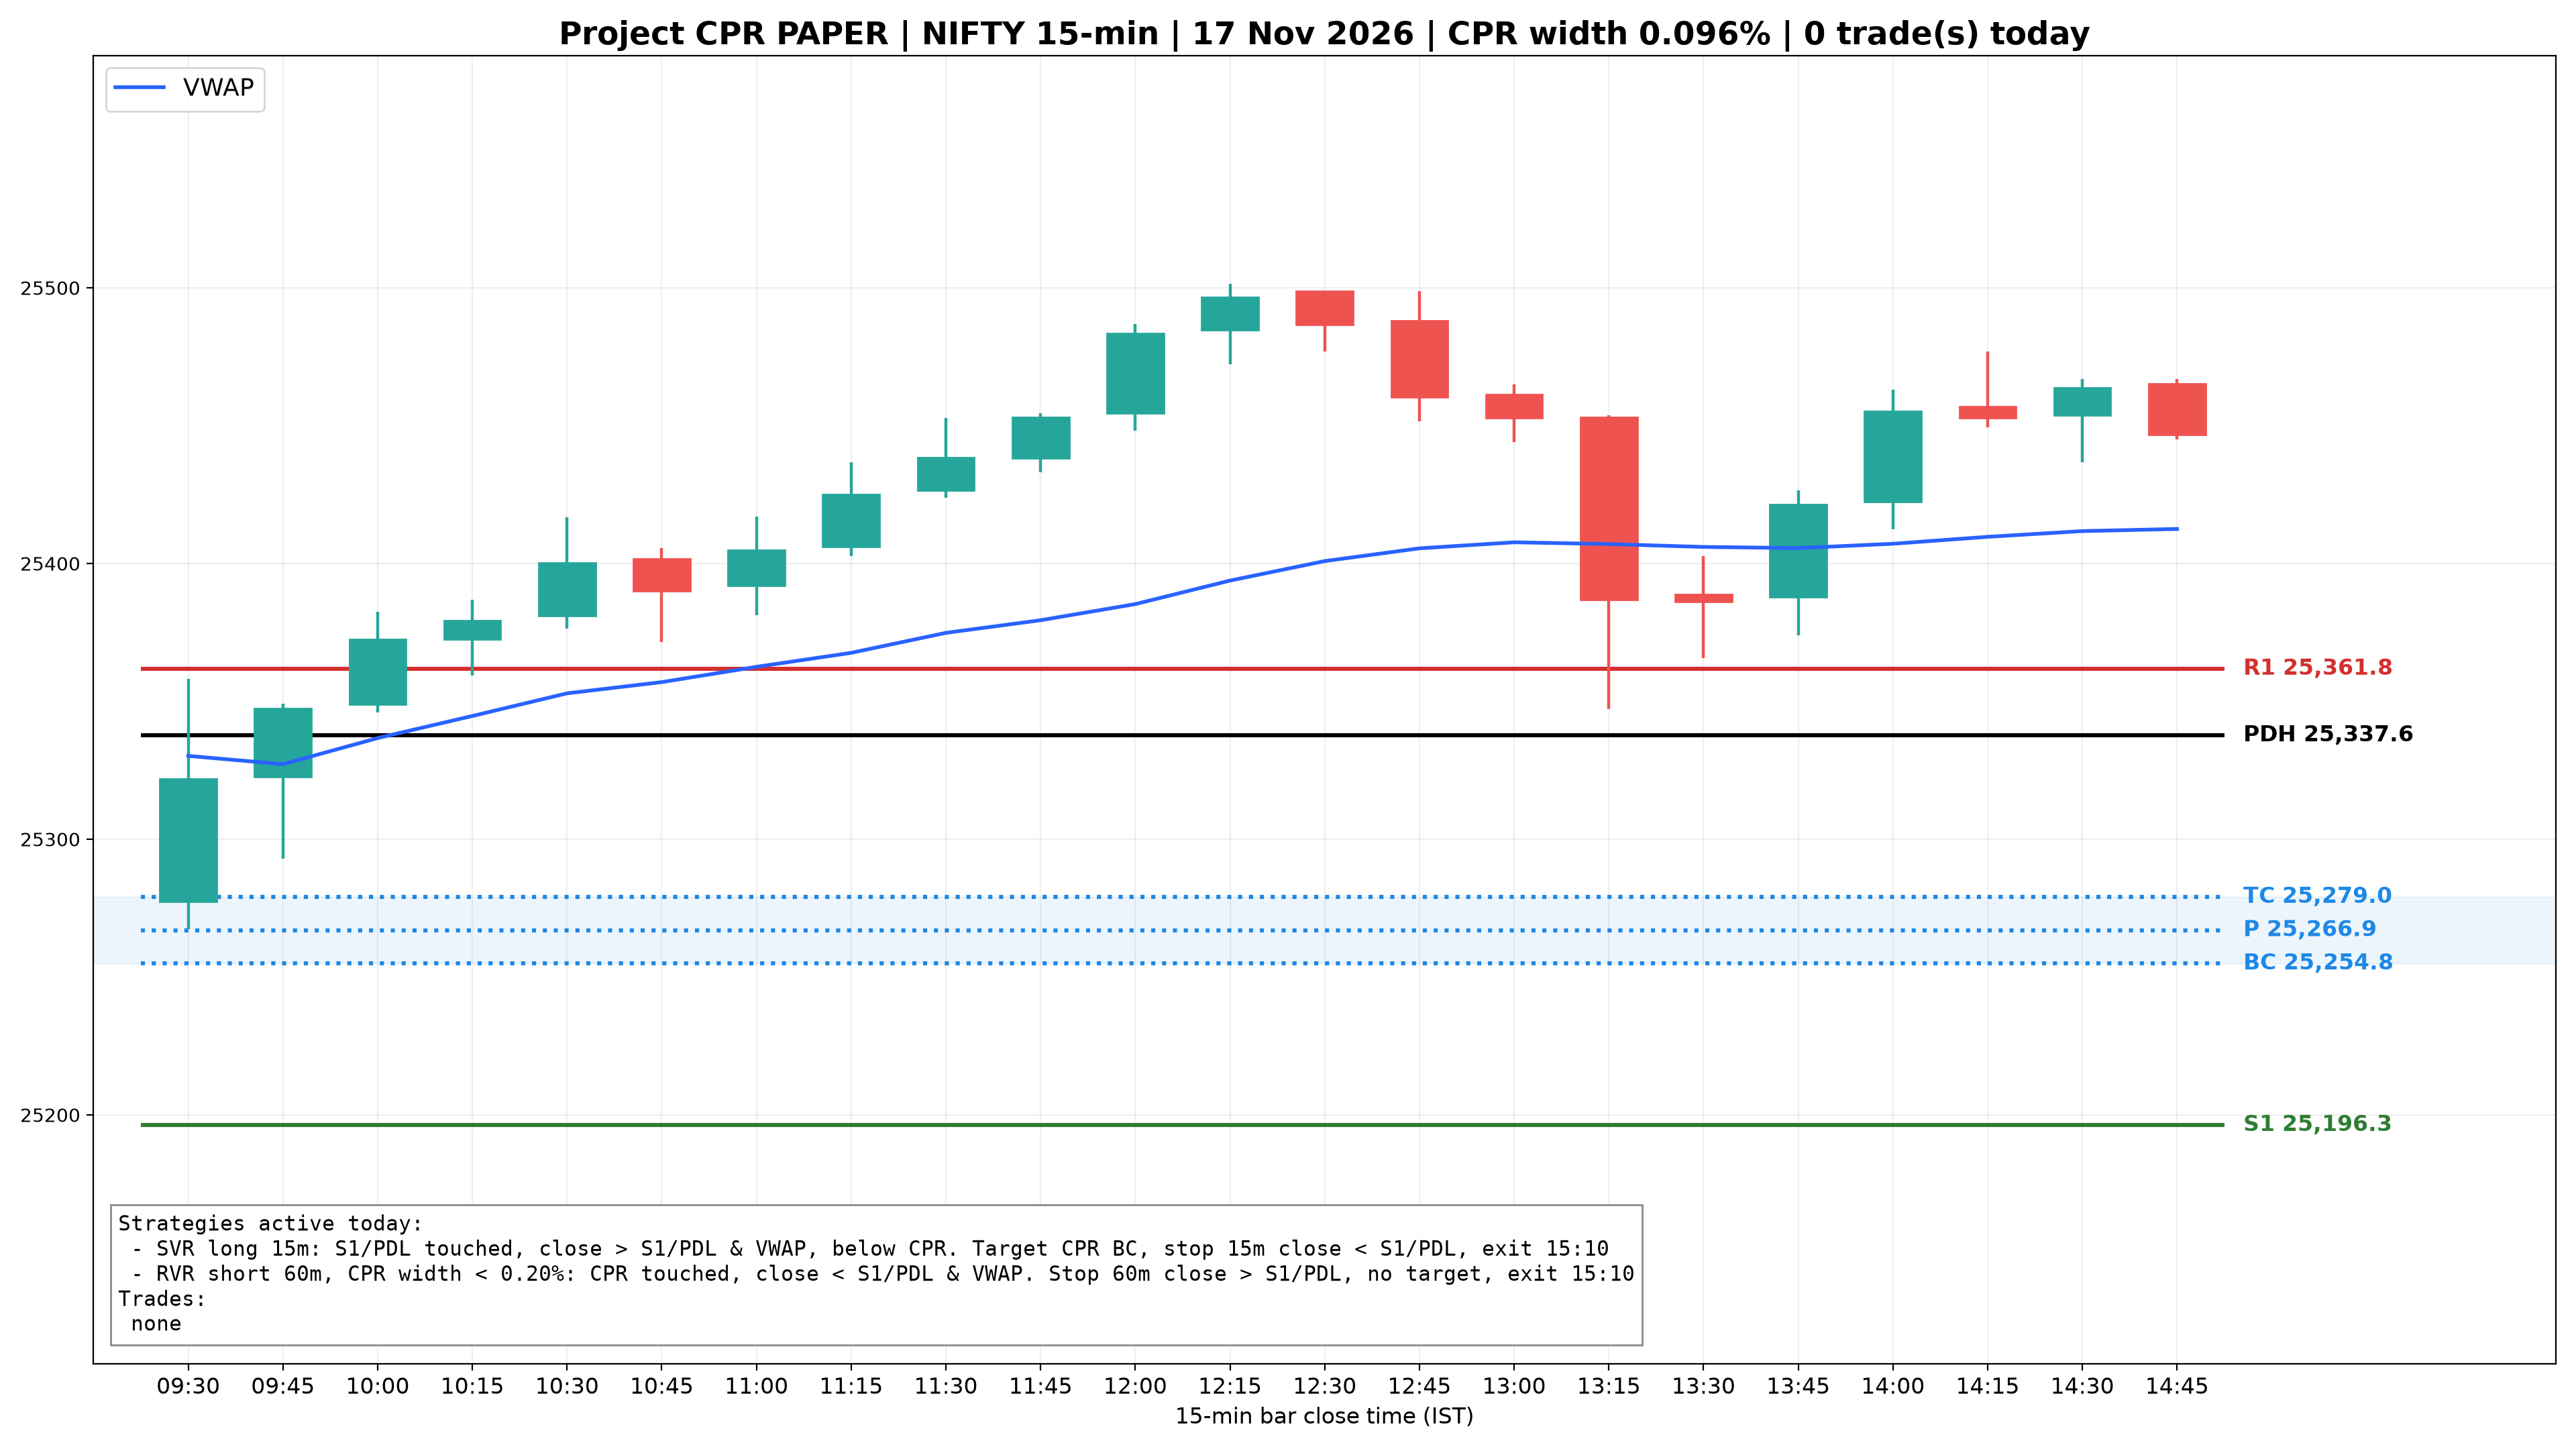 Project CPR PAPER | NIFTY 15-min | 17 Nov 2026 | CPR width 0.096% | 0 trade(s) today
VWAP
25500
25400
25300
25200
R1 25,361.8
PDH 25,337.6
TC 25,279.0
P 25,266.9
BC 25,254.8
S1 25,196.3
Strategies active today:
- SVR long 15m: S1/PDL touched, close > S1/PDL & VWAP, below CPR. Target CPR BC, stop 15m close < S1/PDL, exit 15:10
- RVR short 60m, CPR width < 0.20%: CPR touched, close < S1/PDL & VWAP. Stop 60m close > S1/PDL, no target, exit 15:10
Trades:
none
09:30 09:45 10:00 10:15 10:30 10:45 11:00 11:15 11:30 11:45 12:00 12:15 12:30 12:45 13:00 13:15 13:30 13:45 14:00 14:15 14:30 14:45
15-min bar close time (IST)